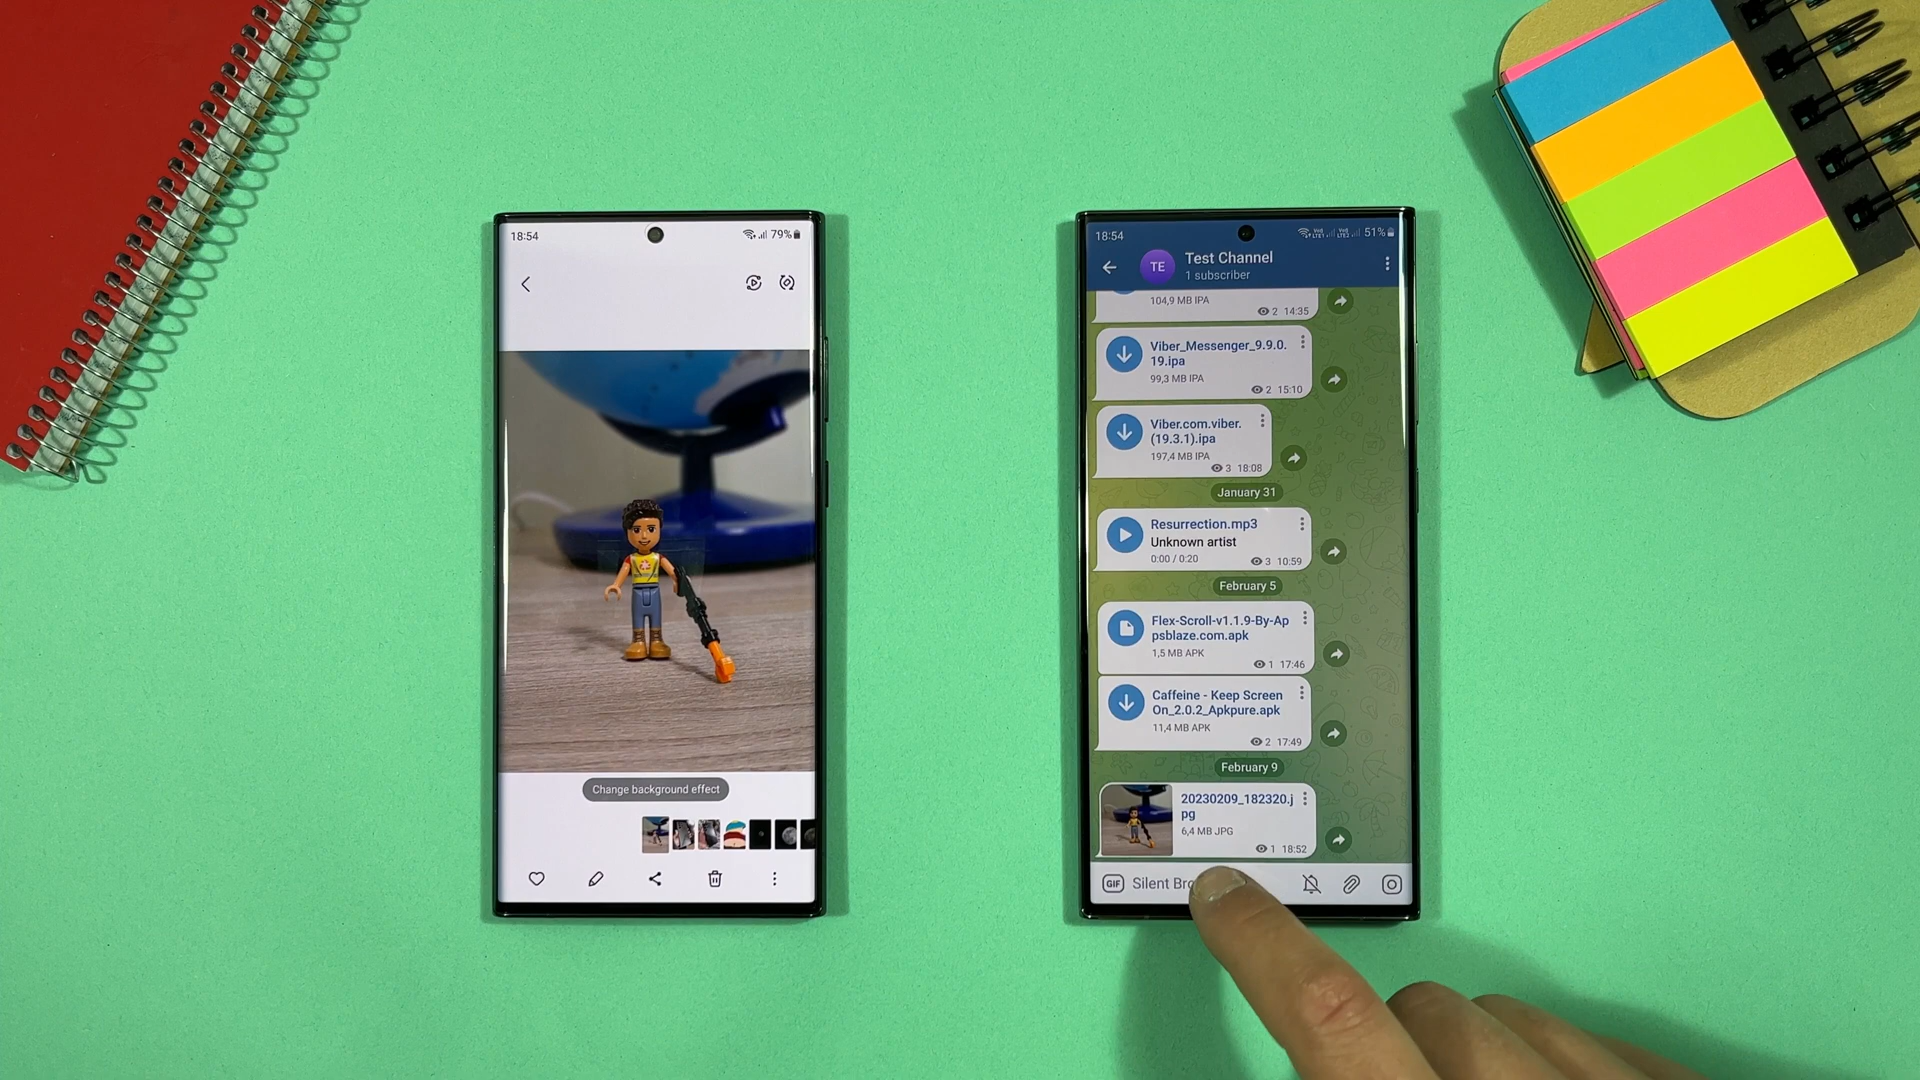 18:54
79%
Change background effect
18:54
51%
TE
Test Channel
1 subscriber
104,9 MB IPA
2 14:35
Viber_Messenger_9.9.0.
19.ipa
99,3 MB IPA
2 15:10
Viber.com.viber.
(19.3.1).ipa
197,4 MB IPA
3 18:08
January 31
Resurrection.mp3
Unknown artist
0:00 / 0:20
3 10:59
February 5
Flex-Scroll-v1.1.9-By-Ap
psblaze.com.apk
1,5 MB APK
1 17:46
Caffeine - Keep Screen
On_2.0.2_Apkpure.apk
11,4 MB APK
2 17:49
February 9
20230209_182320.j
pg
6,4 MB JPG
1 18:52
GIF
Silent